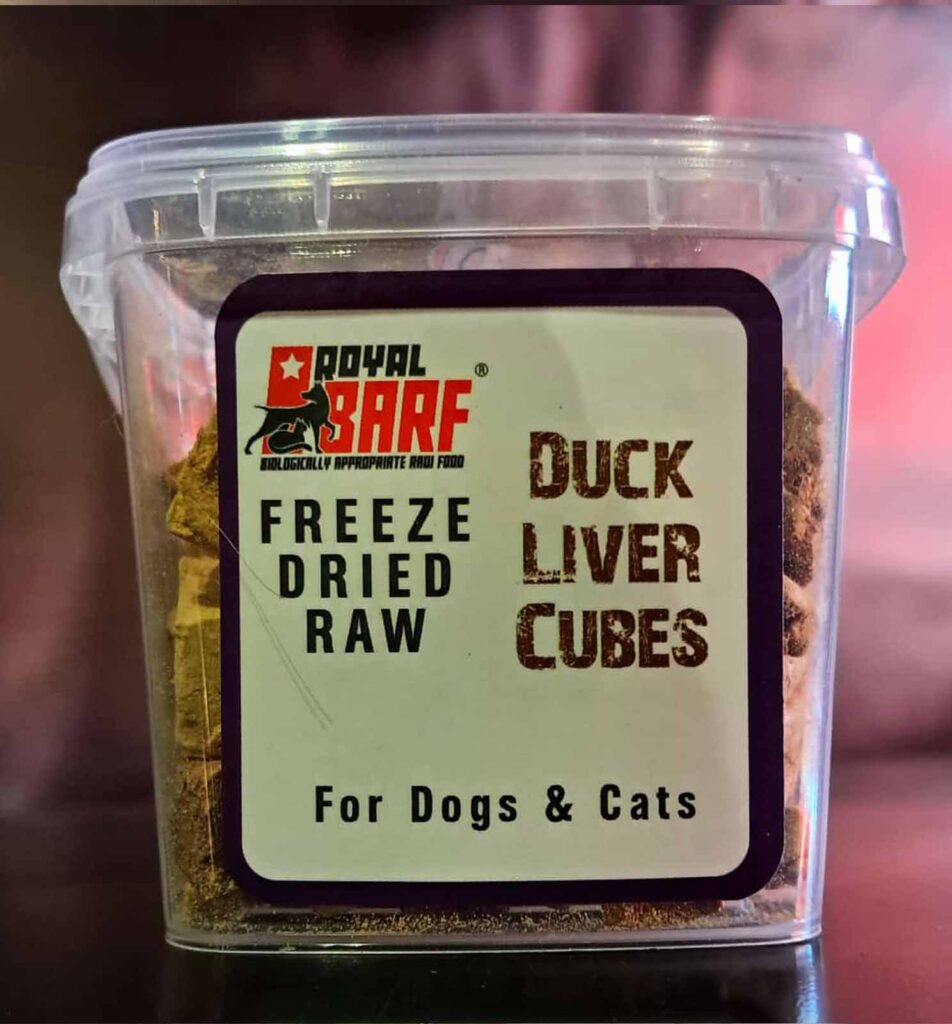 ROYAL
BARF
®
BIOLOGICALLY APPROPRIATE RAW FOOD
FREEZE
DRIED
RAW
DUCK
LIVER
CUBES
For Dogs & Cats